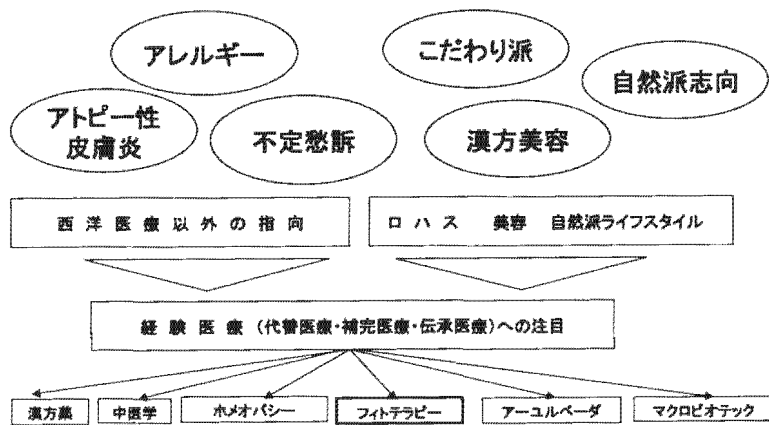 アレルギー
こだわり派
自然派志向
アトピー性
皮膚炎
不定愁訴
漢方美容
西洋医療以外の指向
ロハス 美容 自然派ライフスタイル
経験医療(代替医療・補完医療・伝承医療)への注目
漢方薬
中医学
ホメオパシー
フィトテラピー
アーユルベーダ
マクロビオテック